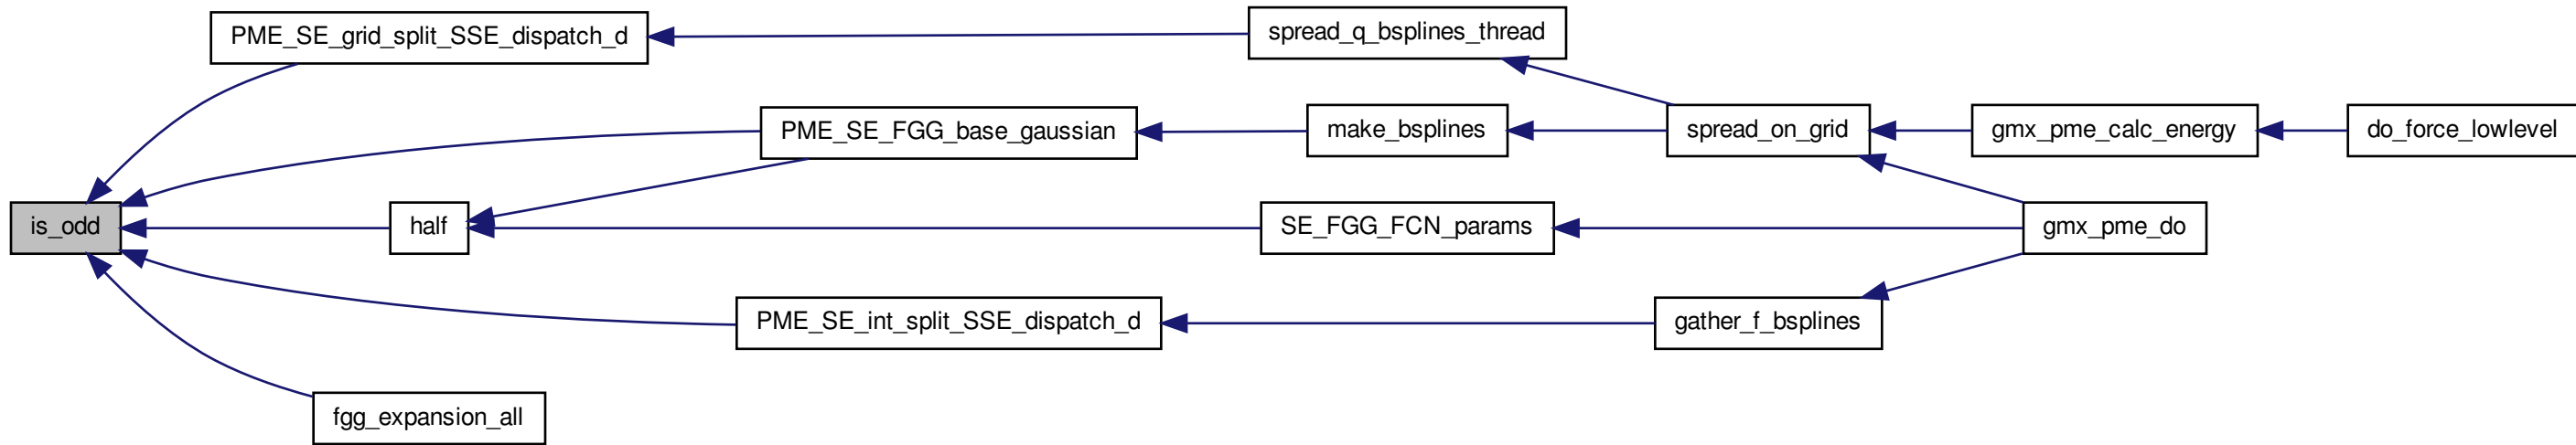 PME_SE_grid_split_SSE_dispatch_d
spread_q_bsplines_thread
PME_SE_FGG_base_gaussian
make_bsplines
spread_on_grid
gmx_pme_calc_energy
do_force_lowlevel
is_odd
half
SE_FGG_FCN_params
gmx_pme_do
PME_SE_int_split_SSE_dispatch_d
gather_f_bsplines
fgg_expansion_all